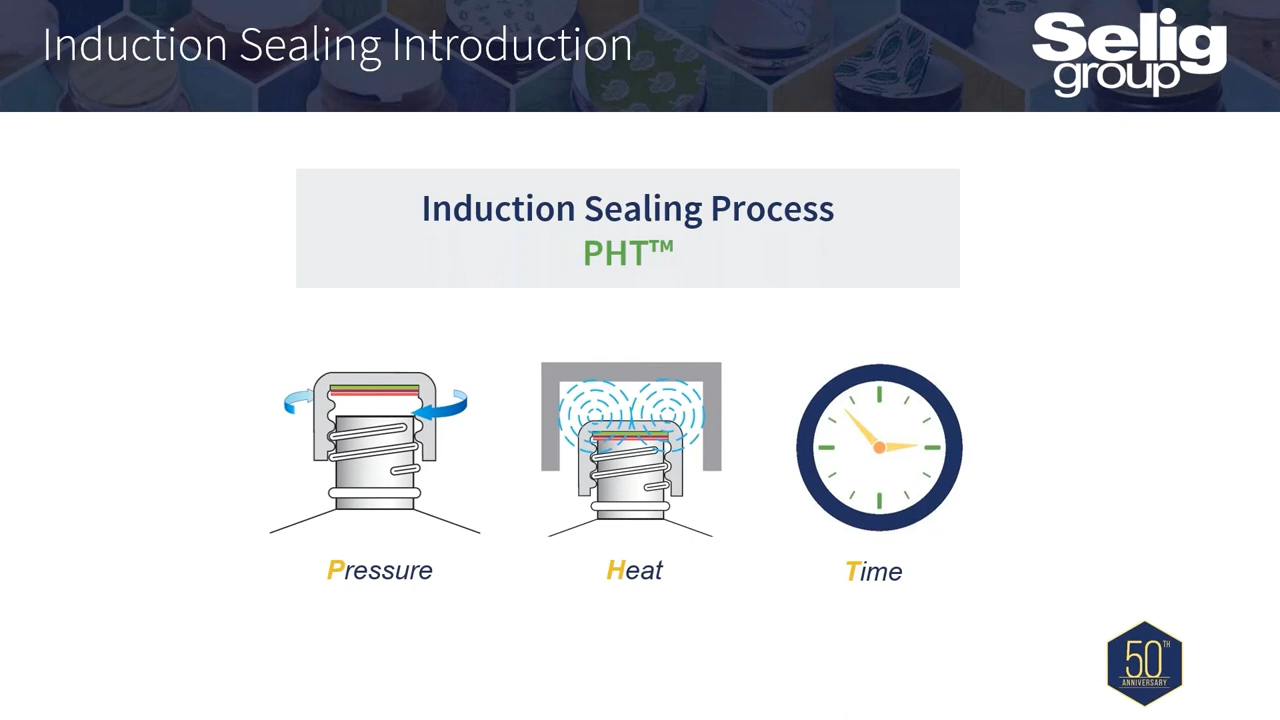 Induction Sealing Introduction
Selig
group
Induction Sealing Process
PHT™
Pressure
Heat
Time
50TH
ANNIVERSARY